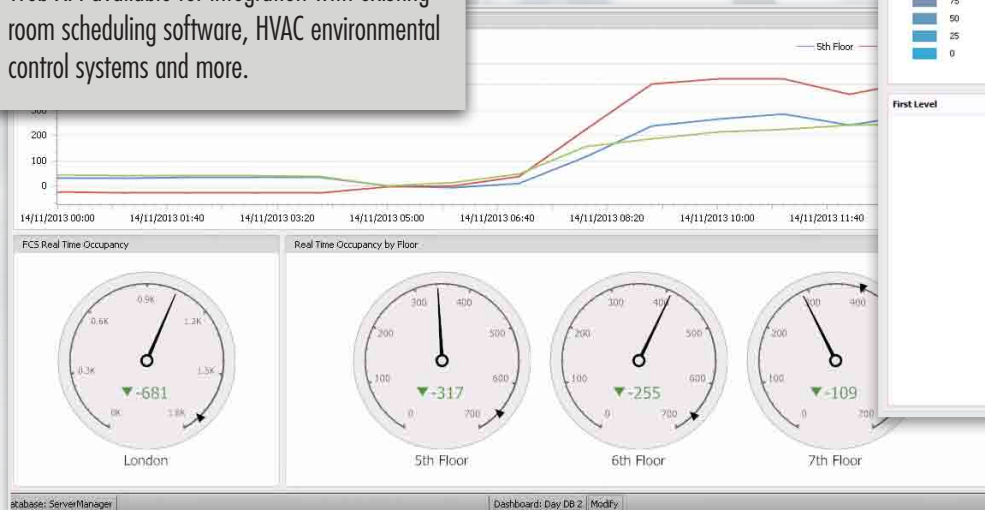 room scheduling software, HVAC environmental
control systems and more.
5th Floor
75
50
25
0
First Level
200
100
0
14/11/2013 00:00 14/11/2013 01:40 14/11/2013 03:20 14/11/2013 05:00 14/11/2013 06:40 14/11/2013 08:20 14/11/2013 10:00 14/11/2013 11:40
FCS Real Time Occupancy
Real Time Occupancy by Floor
0K 0.3K 0.6K 0.9K 1.2K 1.5K 1.8K
▼-681
London
0 100 200 300 400 500 600 700
▼-317
5th Floor
0 100 200 300 400 500 600 700
▼-255
6th Floor
0 100 200 300 400 700
▼-109
7th Floor
ServerManager
Dashboard: Day DB 2 Modify